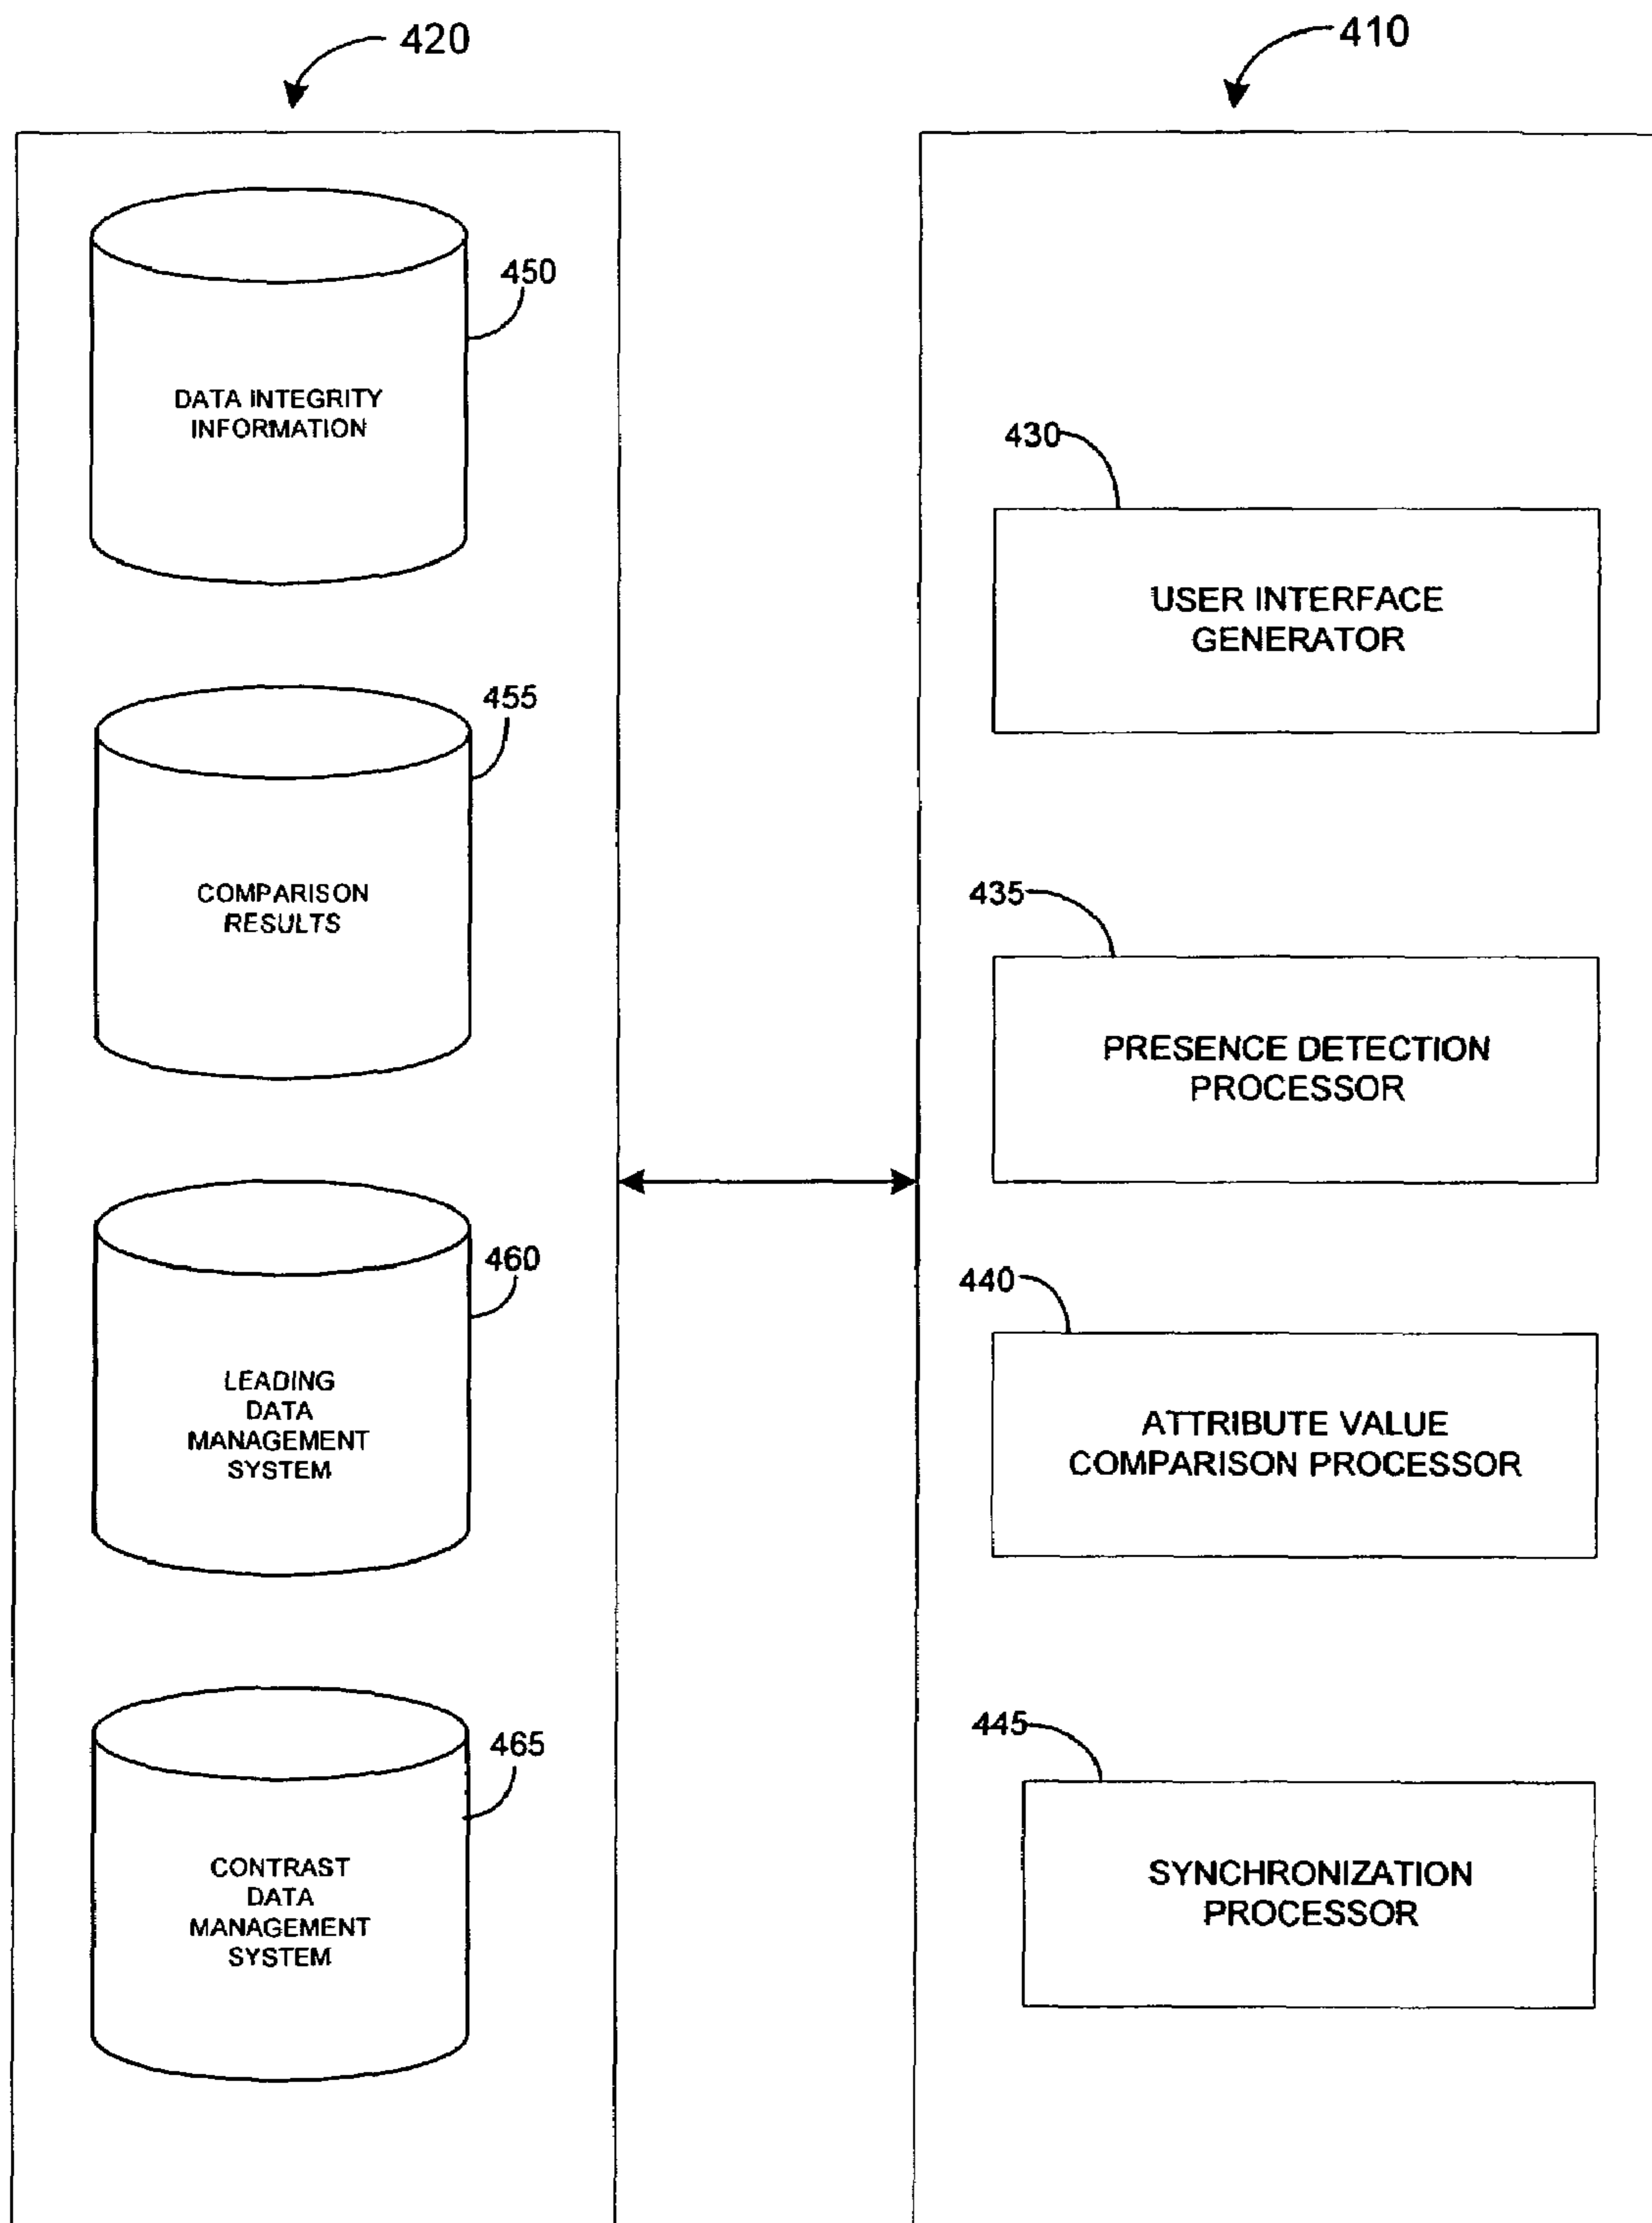 420
410
450
DATA INTEGRITY
INFORMATION
430
USER INTERFACE
GENERATOR
455
COMPARISON
RESULTS
435
PRESENCE DETECTION
PROCESSOR
460
LEADING
DATA
MANAGEMENT
SYSTEM
440
ATTRIBUTE VALUE
COMPARISON PROCESSOR
465
CONTRAST
DATA
MANAGEMENT
SYSTEM
445
SYNCHRONIZATION
PROCESSOR